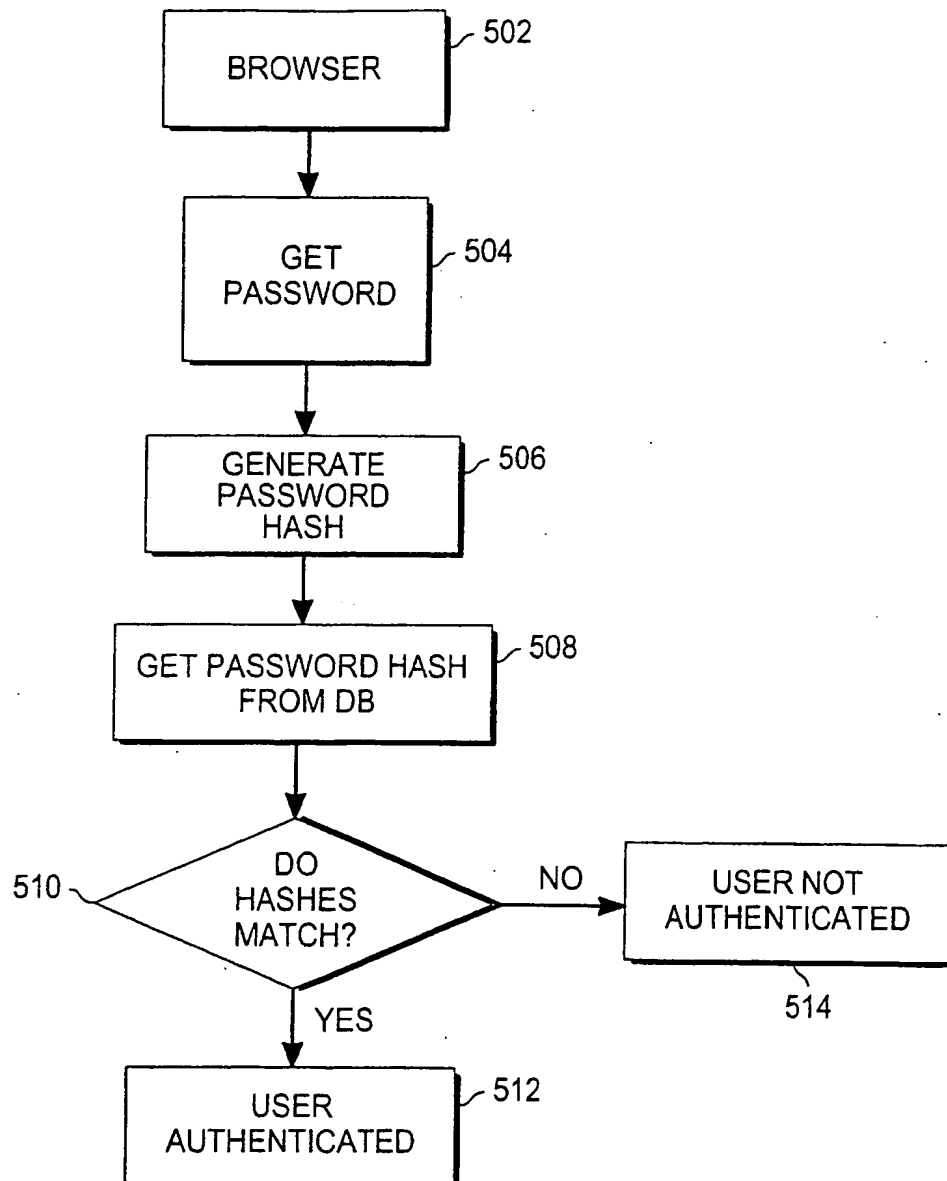 BROWSER
502
GET
PASSWORD
504
GENERATE
PASSWORD
HASH
506
GET PASSWORD HASH
FROM DB
508
DO
HASHES
MATCH?
510
NO
USER NOT
AUTHENTICATED
514
YES
USER
AUTHENTICATED
512